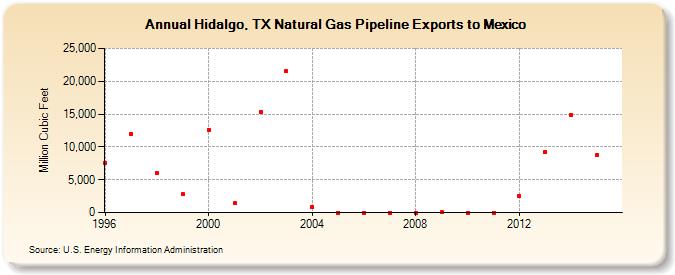 Annual Hidalgo, TX Natural Gas Pipeline Exports to Mexico
Million Cubic Feet
25,000
20,000
15,000
10,000
5,000
0
1996 2000 2004 2008 2012
Source: U.S. Energy Information Administration